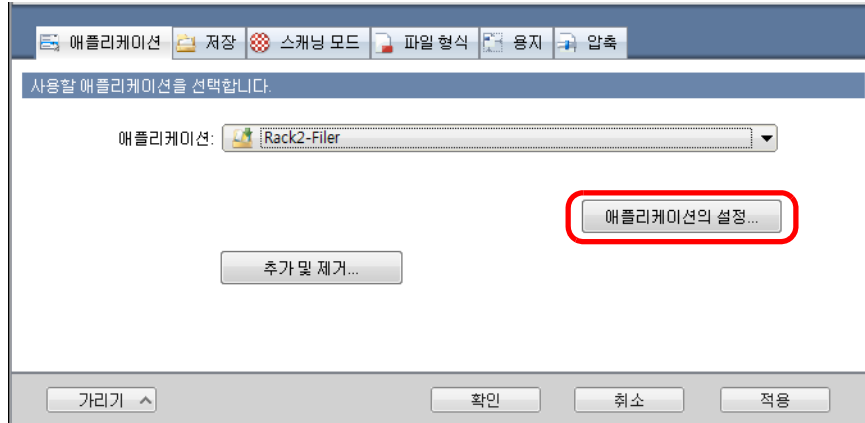 애플리케이션 저장 스캐닝 모드 파일 형식 용지 압축
사용할 애플리케이션을 선택합니다.
애플리케이션: Rack2-Filer
애플리케이션의 설정...
추가 및 제거...
가리기 확인 취소 적용